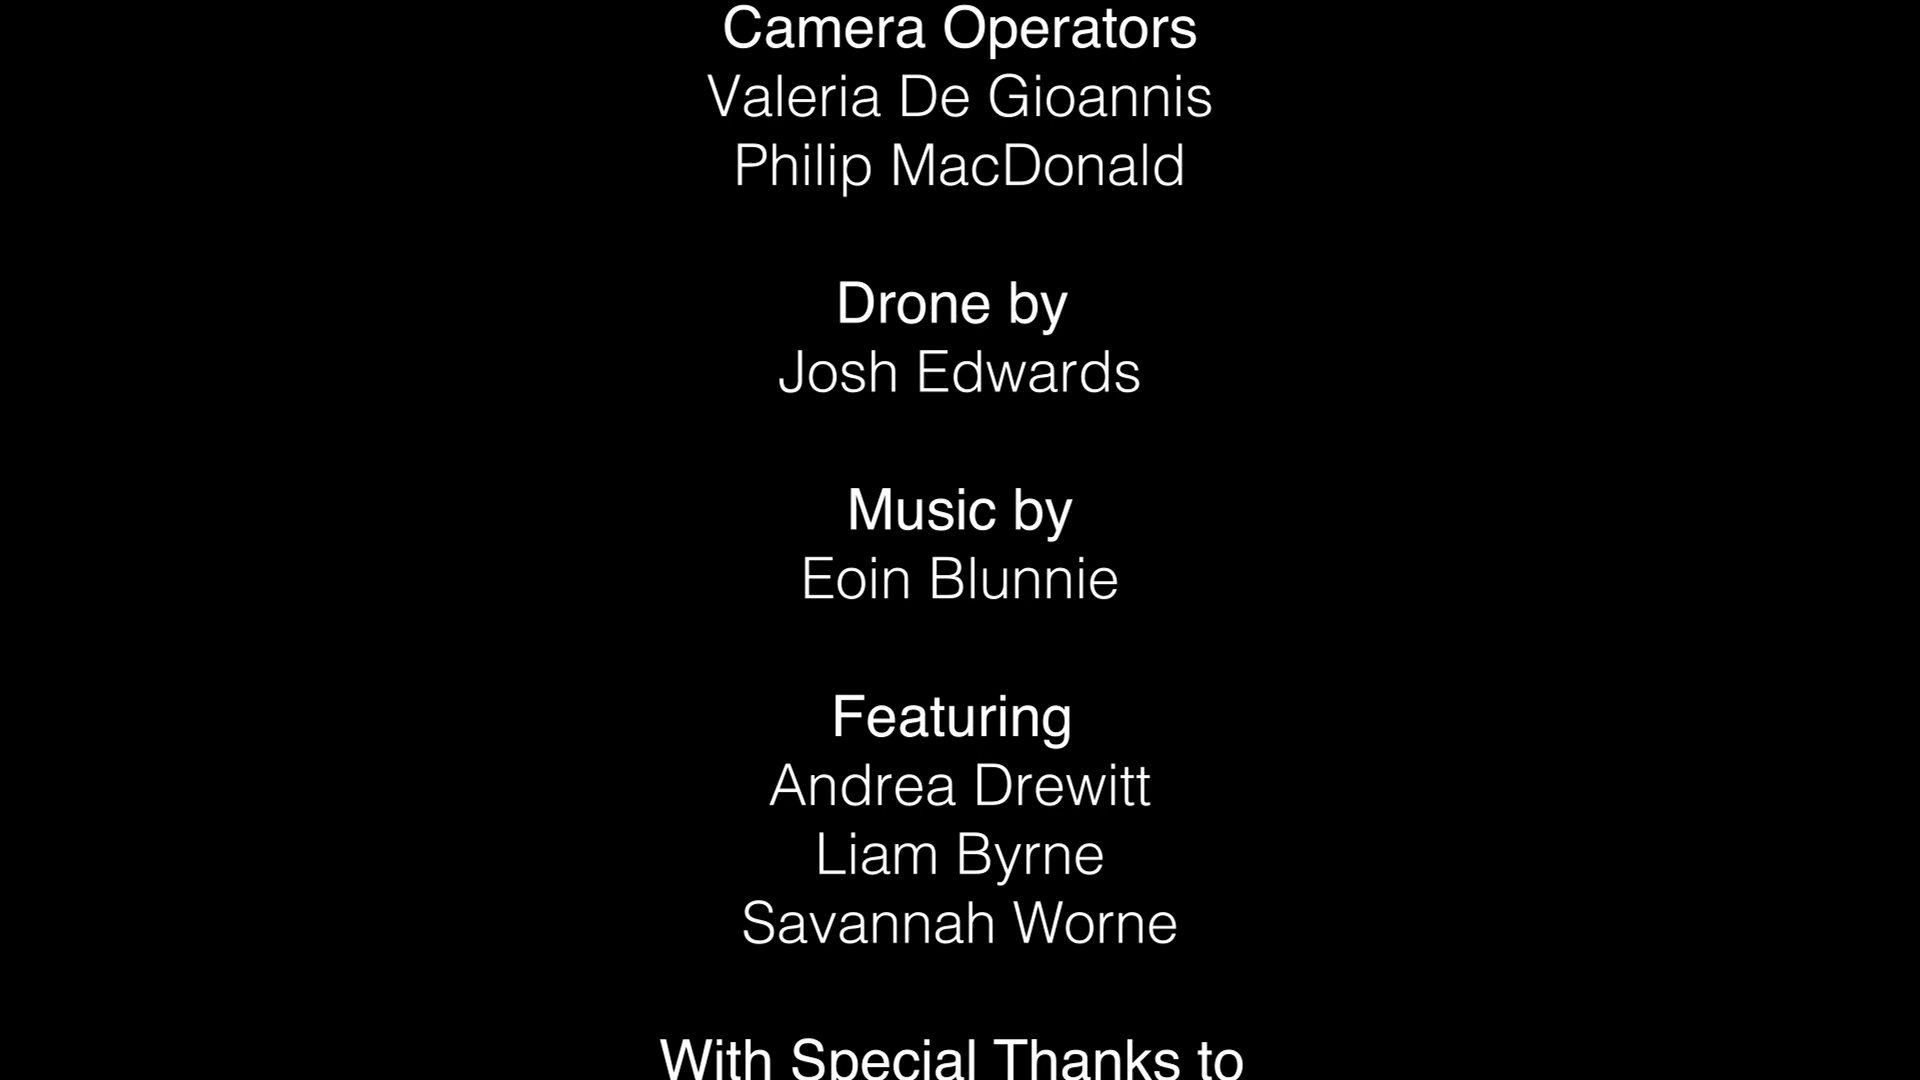 Camera Operators
Valeria De Gioannis
Philip MacDonald
Drone by
Josh Edwards
Music by
Eoin Blunnie
Featuring
Andrea Drewitt
Liam Byrne
Savannah Worne
With Special Thanks to